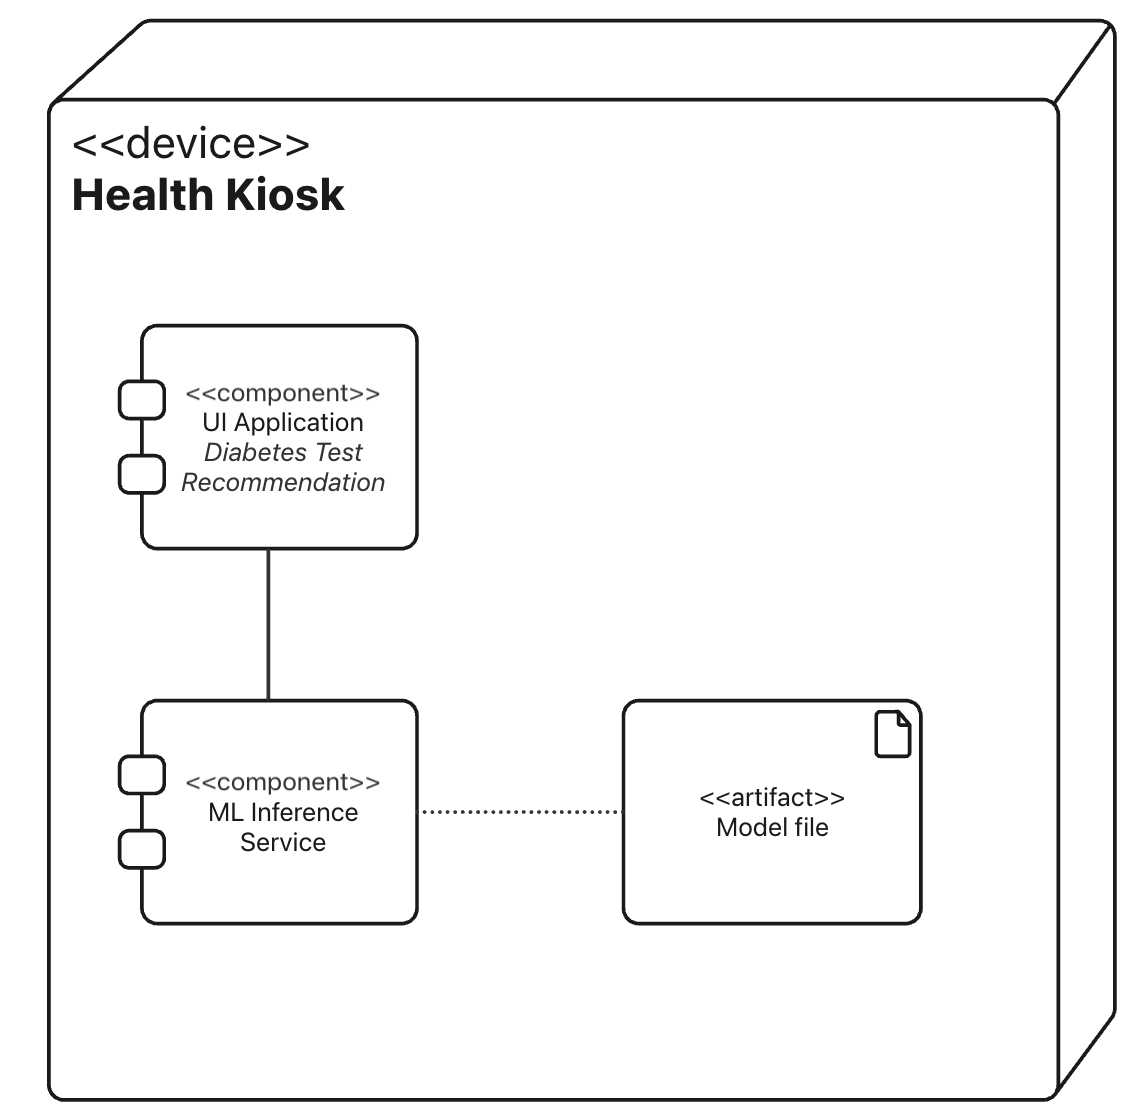 <<device>>
Health Kiosk
<<component>>
UI Application
Diabetes Test
Recommendation
<<component>>
ML Inference
Service
<<artifact>>
Model file